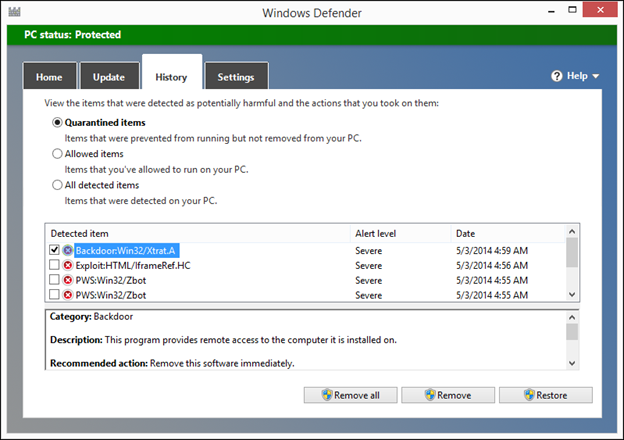 Windows Defender
PC status: Protected
Home Update History Settings Help
View the items that were detected as potentially harmful and the actions that you took on them:
Quarantined items
Items that were prevented from running but not removed from your PC.
Allowed items
Items that you've allowed to run on your PC.
All detected items
Items that were detected on your PC.
Detected item Alert level Date
Backdoor:Win32/Xtrat.A Severe 5/3/2014 4:59 AM
Exploit:HTML/IframeRef.HC Severe 5/3/2014 4:56 AM
PWS:Win32/Zbot Severe 5/3/2014 4:55 AM
PWS:Win32/Zbot Severe 5/3/2014 4:55 AM
Category: Backdoor
Description: This program provides remote access to the computer it is installed on.
Recommended action: Remove this software immediately.
Remove all Remove Restore